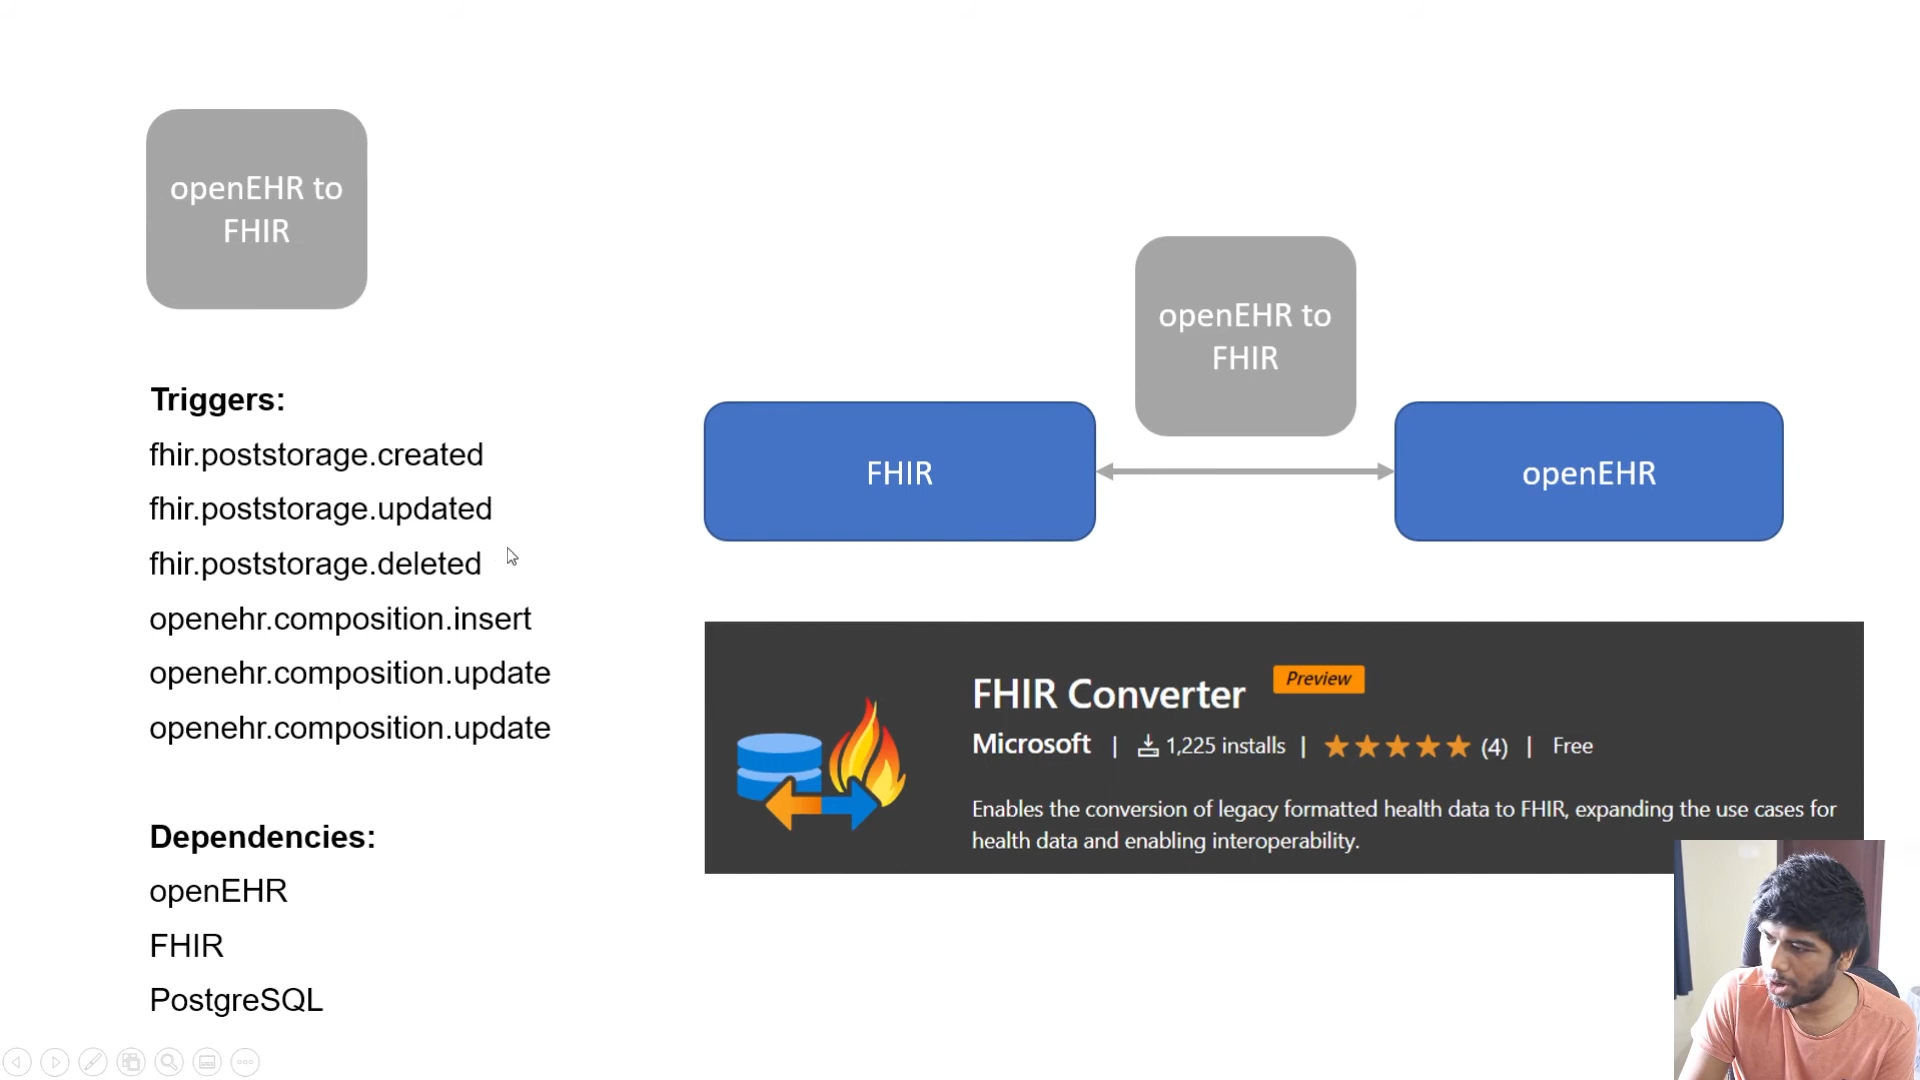 openEHR to
FHIR
Triggers:
fhir.poststorage.created
fhir.poststorage.updated
fhir.poststorage.deleted
openehr.composition.insert
openehr.composition.update
openehr.composition.update
Dependencies:
openEHR
FHIR
PostgreSQL
openEHR to
FHIR
FHIR
openEHR
FHIR Converter
Preview
Microsoft | 1,225 installs | ★★★★★ (4) | Free
Enables the conversion of legacy formatted health data to FHIR, expanding the use cases for
health data and enabling interoperability.